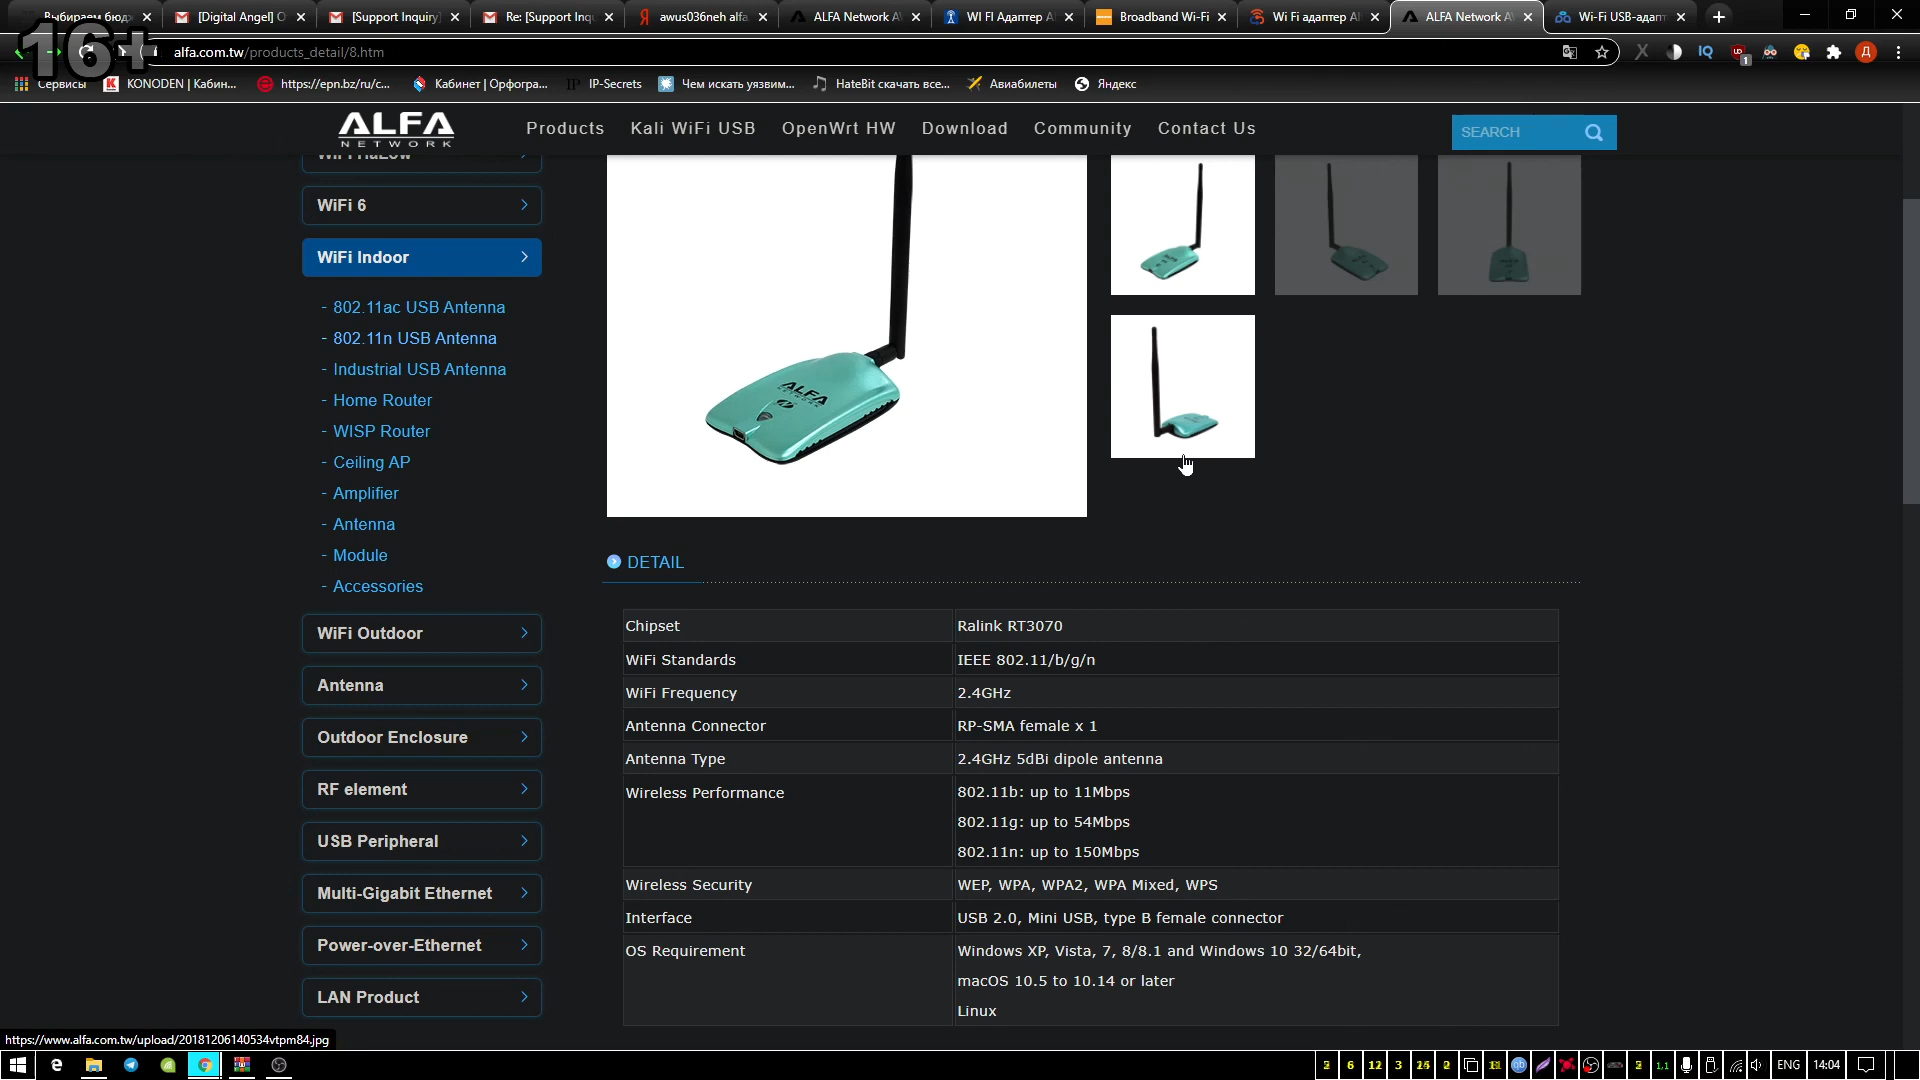 Выбираем бюдж
[Digital Angel] О
[Support Inquiry]
Re: [Support Inq
awus036neh alfa
ALFA Network A
WI FI Адаптер Al
Broadband Wi-Fi
Wi Fi адаптер Al
ALFA Network A
Wi-Fi USB-адапт
16+
alfa.com.tw/products_detail/8.htm
Сервисы
KONODEN | Кабин...
https://epn.bz/ru/c...
Кабинет | Орфогра...
IP-Secrets
Чем искать уязвим...
HateBit скачать все...
Авиабилеты
Яндекс
ALFA
NETWORK
Products
Kali WiFi USB
OpenWrt HW
Download
Community
Contact Us
SEARCH
WiFi HaLow
WiFi 6
WiFi Indoor
- 802.11ac USB Antenna
- 802.11n USB Antenna
- Industrial USB Antenna
- Home Router
- WISP Router
- Ceiling AP
- Amplifier
- Antenna
- Module
- Accessories
WiFi Outdoor
Antenna
Outdoor Enclosure
RF element
USB Peripheral
Multi-Gigabit Ethernet
Power-over-Ethernet
LAN Product
ALFA
DETAIL
Chipset
Ralink RT3070
WiFi Standards
IEEE 802.11/b/g/n
WiFi Frequency
2.4GHz
Antenna Connector
RP-SMA female x 1
Antenna Type
2.4GHz 5dBi dipole antenna
Wireless Performance
802.11b: up to 11Mbps
802.11g: up to 54Mbps
802.11n: up to 150Mbps
Wireless Security
WEP, WPA, WPA2, WPA Mixed, WPS
Interface
USB 2.0, Mini USB, type B female connector
OS Requirement
Windows XP, Vista, 7, 8/8.1 and Windows 10 32/64bit,
macOS 10.5 to 10.14 or later
Linux
https://www.alfa.com.tw/upload/20181206140534vtpm84.jpg
ENG
14:04